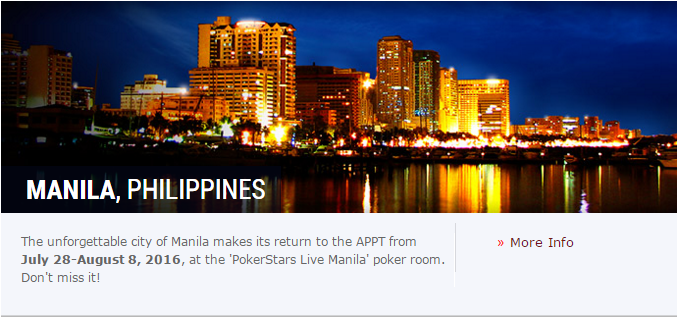 MANILA, PHILIPPINES
The unforgettable city of Manila makes its return to the APPT from
July 28-August 8, 2016, at the 'PokerStars Live Manila' poker room.
Don't miss it!
» More Info